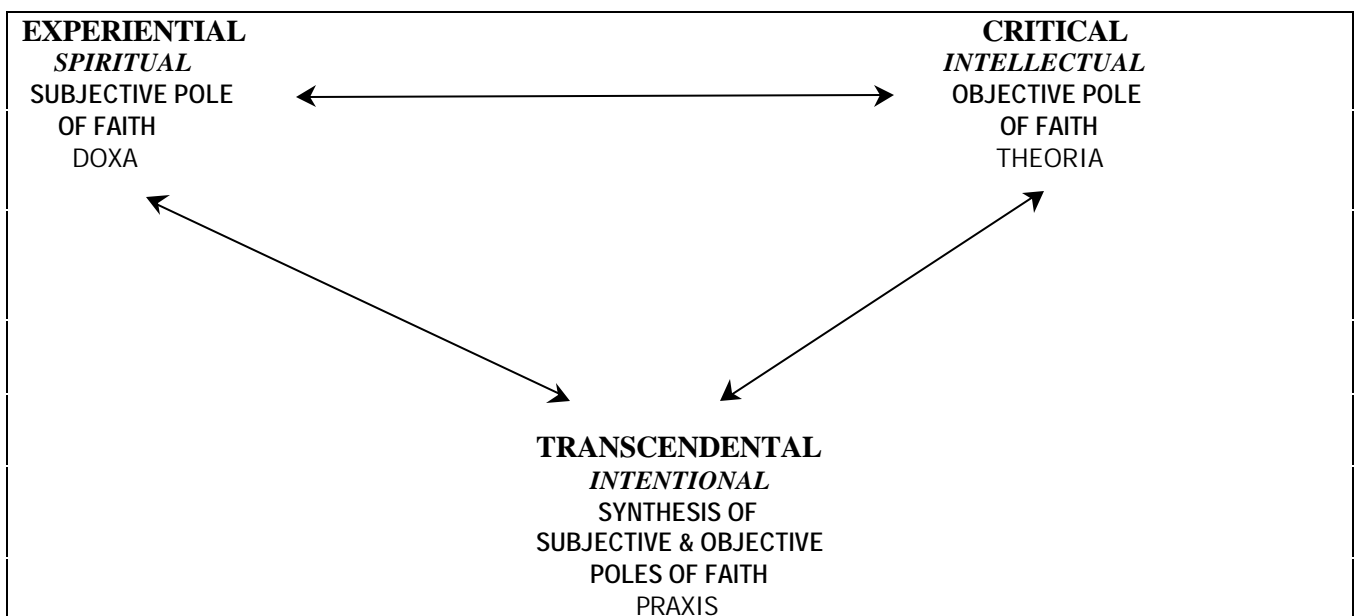 EXPERIENTIAL
SPIRITUAL
SUBJECTIVE POLE
OF FAITH
DOXA
CRITICAL
INTELLECTUAL
OBJECTIVE POLE
OF FAITH
THEORIA
TRANSCENDENTAL
INTENTIONAL
SYNTHESIS OF
SUBJECTIVE & OBJECTIVE
POLES OF FAITH
PRAXIS